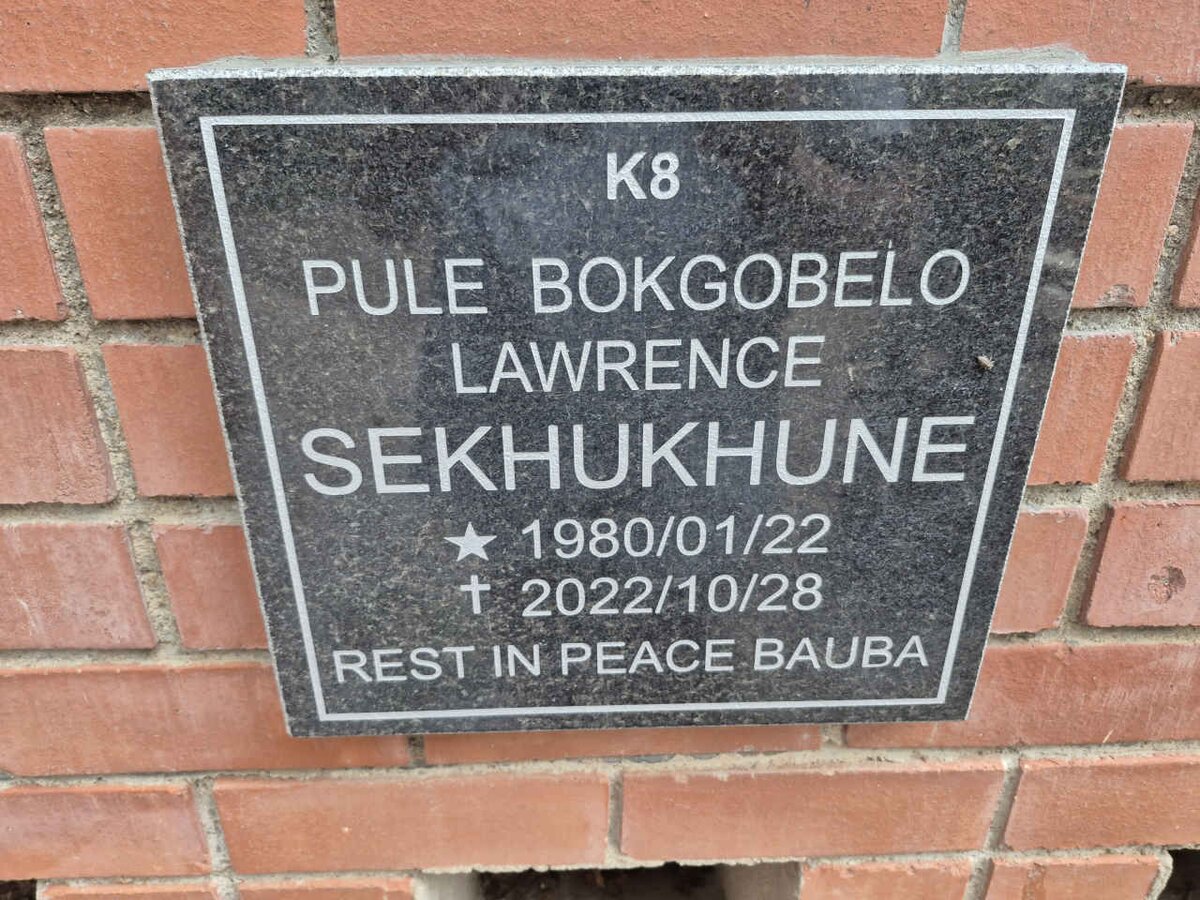 K8
PULE BOKGOBELO
LAWRENCE
SEKHUKHUNE
★ 1980/01/22
✝ 2022/10/28
REST IN PEACE BAUBA